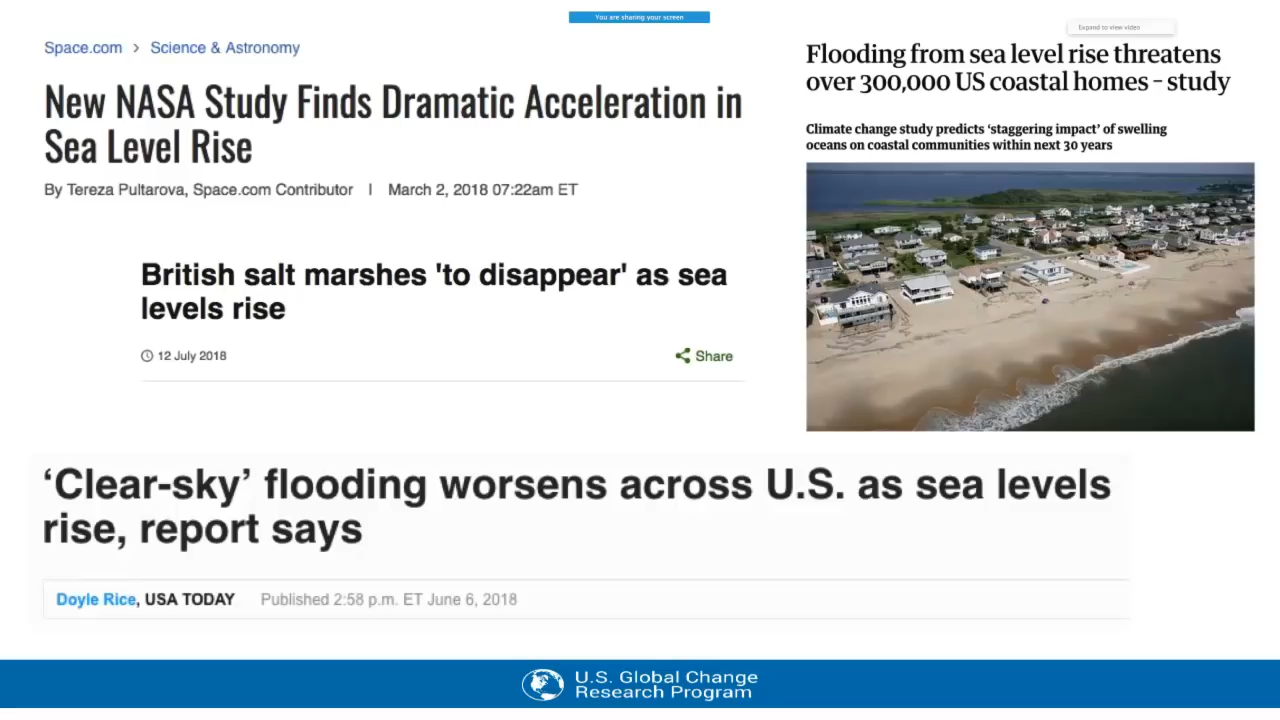 You are sharing your screen
Expand to view video
Space.com > Science & Astronomy
New NASA Study Finds Dramatic Acceleration in
Sea Level Rise
By Tereza Pultarova, Space.com Contributor | March 2, 2018 07:22am ET
Flooding from sea level rise threatens
over 300,000 US coastal homes – study
Climate change study predicts ‘staggering impact’ of swelling
oceans on coastal communities within next 30 years
British salt marshes 'to disappear' as sea
levels rise
12 July 2018
Share
‘Clear-sky’ flooding worsens across U.S. as sea levels
rise, report says
Doyle Rice, USA TODAY Published 2:58 p.m. ET June 6, 2018
U.S. Global Change
Research Program